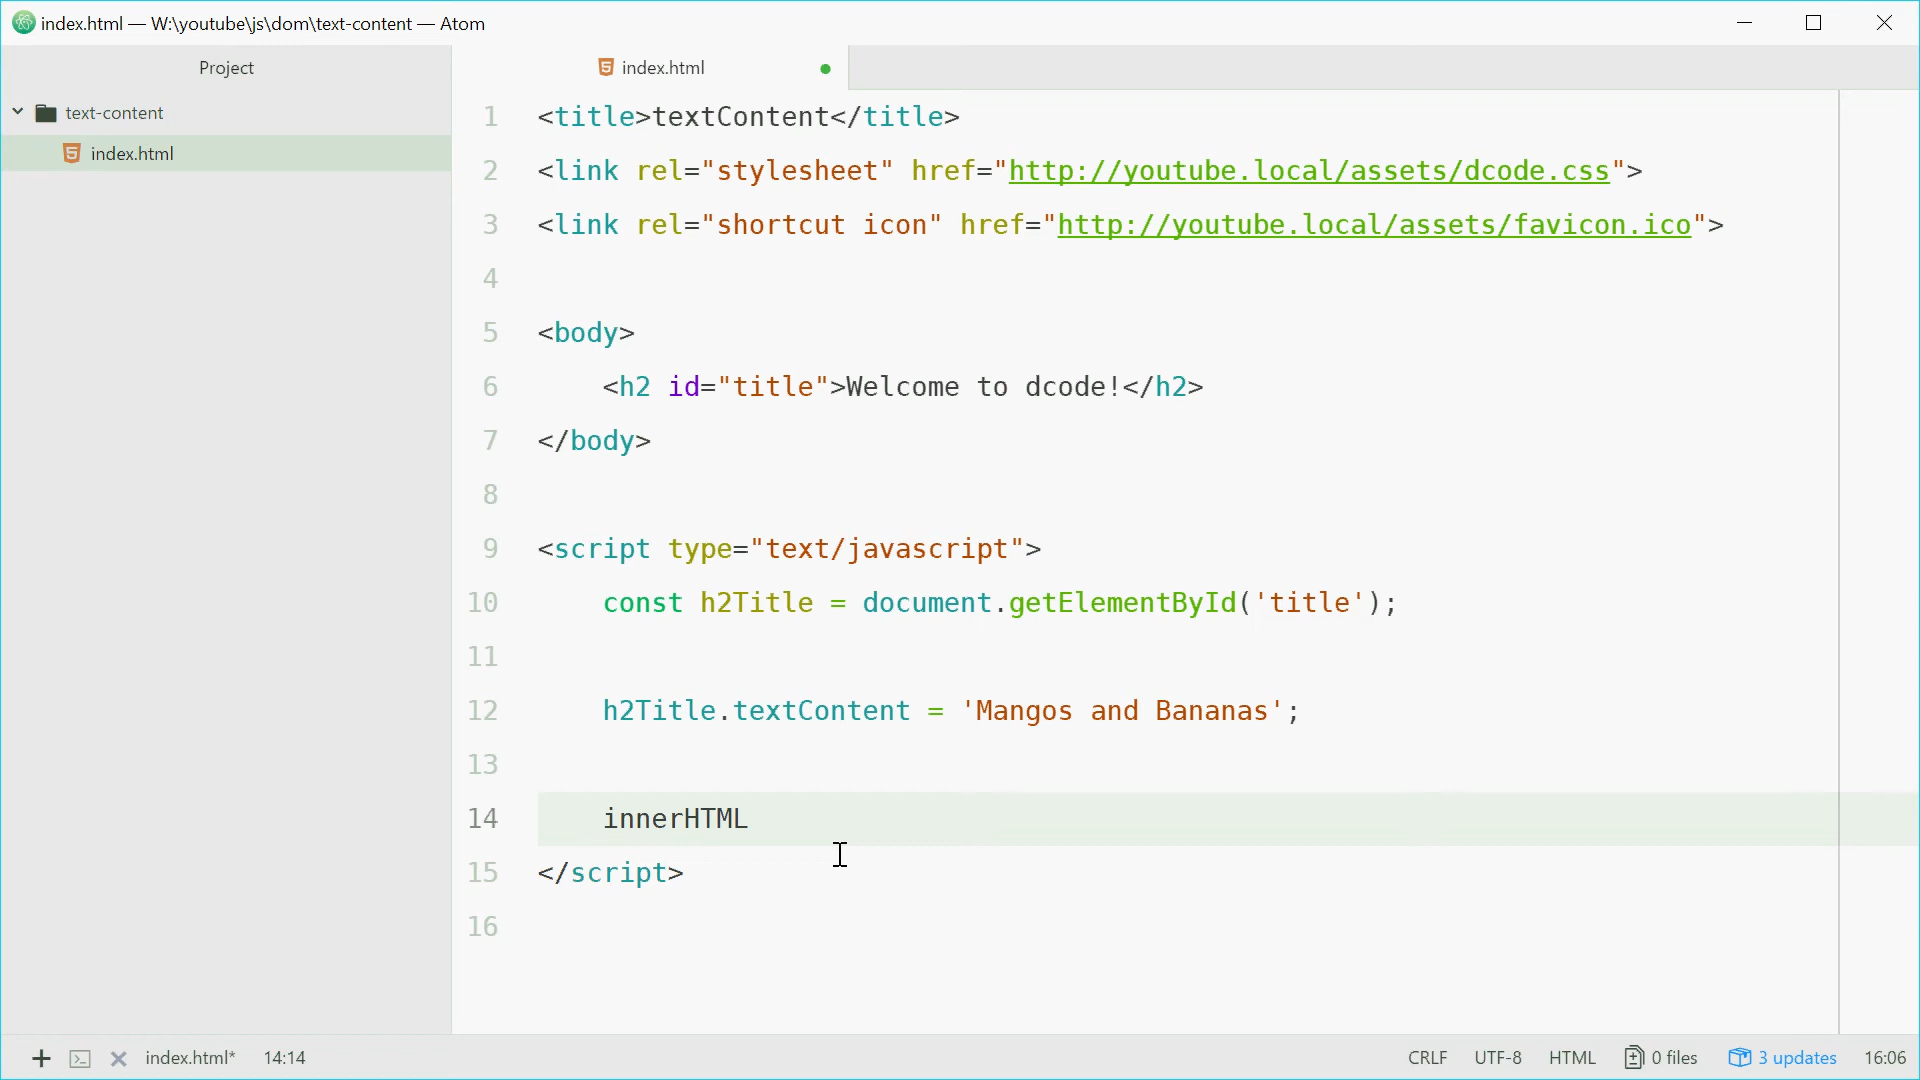 index.html — W:\youtube\js\dom\text-content — Atom
Project
index.html
text-content
index.html
1 <title>textContent</title>
2 <link rel="stylesheet" href="http://youtube.local/assets/dcode.css">
3 <link rel="shortcut icon" href="http://youtube.local/assets/favicon.ico">
4
5 <body>
6 <h2 id="title">Welcome to dcode!</h2>
7 </body>
8
9 <script type="text/javascript">
10 const h2Title = document.getElementById('title');
11
12 h2Title.textContent = 'Mangos and Bananas';
13
14 innerHTML
15 </script>
16
index.html* 14:14 CRLF UTF-8 HTML 0 files 3 updates 16:06